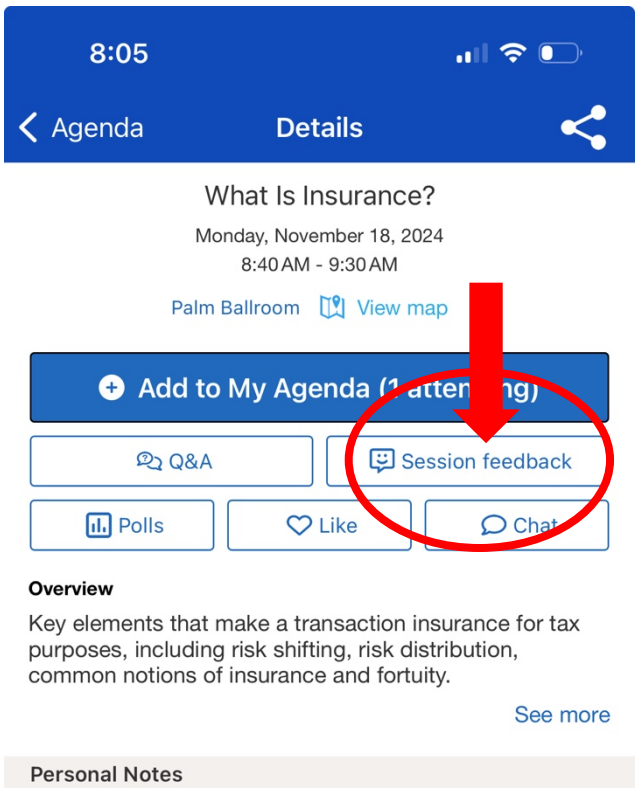 8:05
Agenda
Details
What Is Insurance?
Monday, November 18, 2024
8:40 AM - 9:30 AM
Palm Ballroom View map
Add to My Agenda (1 attending)
Q&A
Session feedback
Polls
Like
Chat
Overview
Key elements that make a transaction insurance for tax
purposes, including risk shifting, risk distribution,
common notions of insurance and fortuity.
See more
Personal Notes